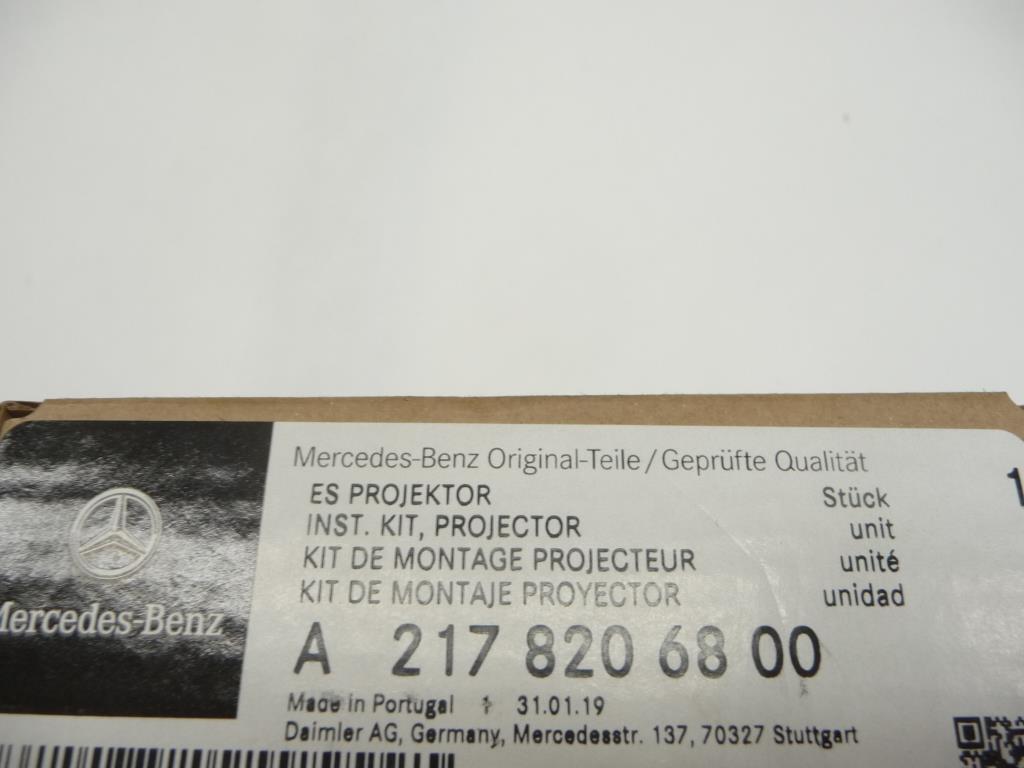 Mercedes-Benz Original-Teile/Geprüfte Qualität
ES PROJEKTOR Stück 1
INST. KIT, PROJECTOR unit
KIT DE MONTAGE PROJECTEUR unité
KIT DE MONTAJE PROYECTOR unidad
Mercedes-Benz
A 217 820 68 00
Made in Portugal 31.01.19
Daimler AG, Germany, Mercedesstr. 137, 70327 Stuttgart